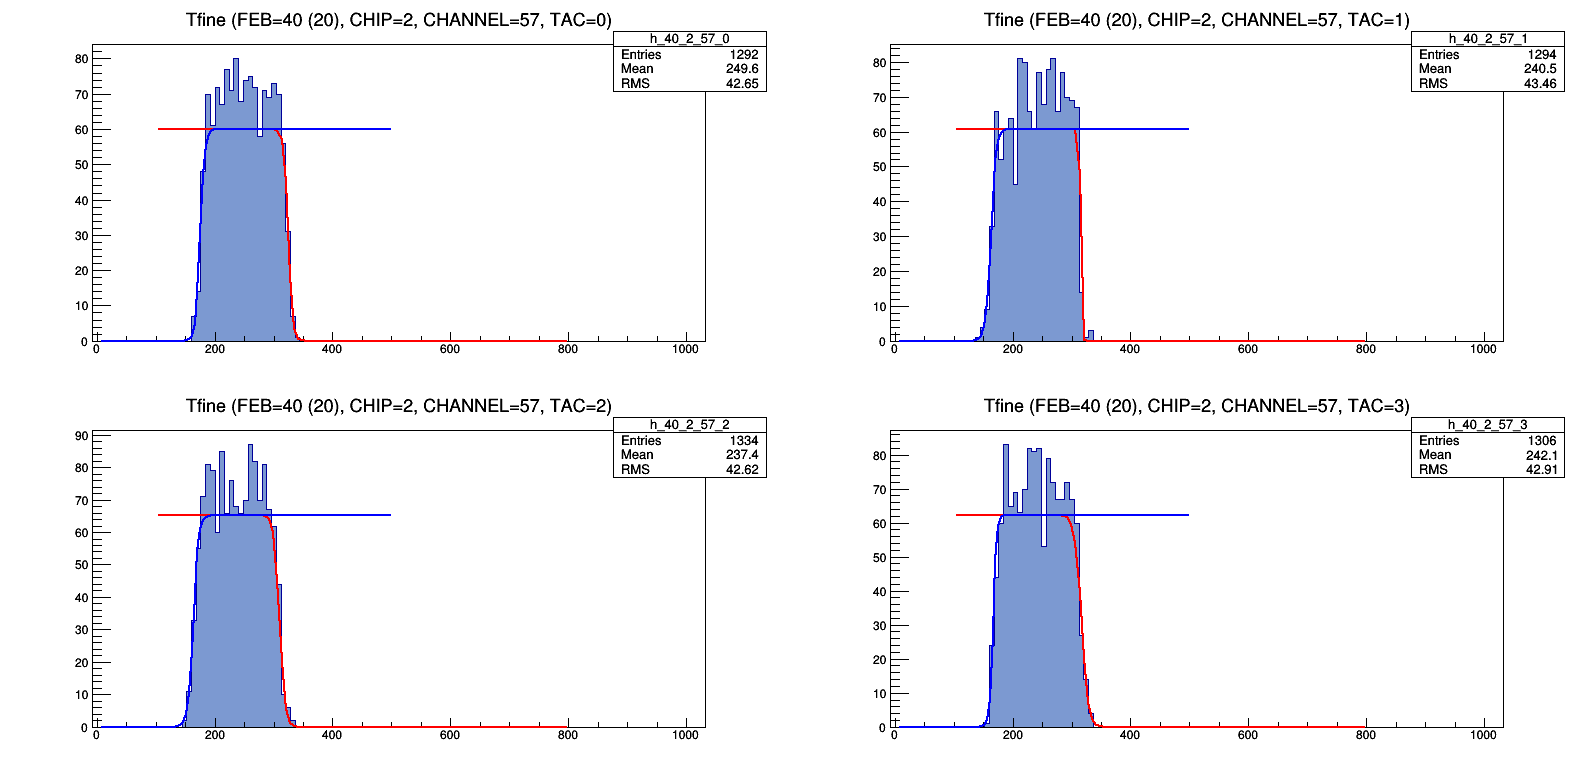 Tfine (FEB=40 (20), CHIP=2, CHANNEL=57, TAC=0)
h_40_2_57_0
Entries 1292
Mean 249.6
RMS 42.65
80
70
60
50
40
30
20
10
0
0 200 400 600 800 1000
Tfine (FEB=40 (20), CHIP=2, CHANNEL=57, TAC=1)
h_40_2_57_1
Entries 1294
Mean 240.5
RMS 43.46
80
70
60
50
40
30
20
10
0
0 200 400 600 800 1000
Tfine (FEB=40 (20), CHIP=2, CHANNEL=57, TAC=2)
h_40_2_57_2
Entries 1334
Mean 237.4
RMS 42.62
90
80
70
60
50
40
30
20
10
0
0 200 400 600 800 1000
Tfine (FEB=40 (20), CHIP=2, CHANNEL=57, TAC=3)
h_40_2_57_3
Entries 1306
Mean 242.1
RMS 42.91
80
70
60
50
40
30
20
10
0
0 200 400 600 800 1000